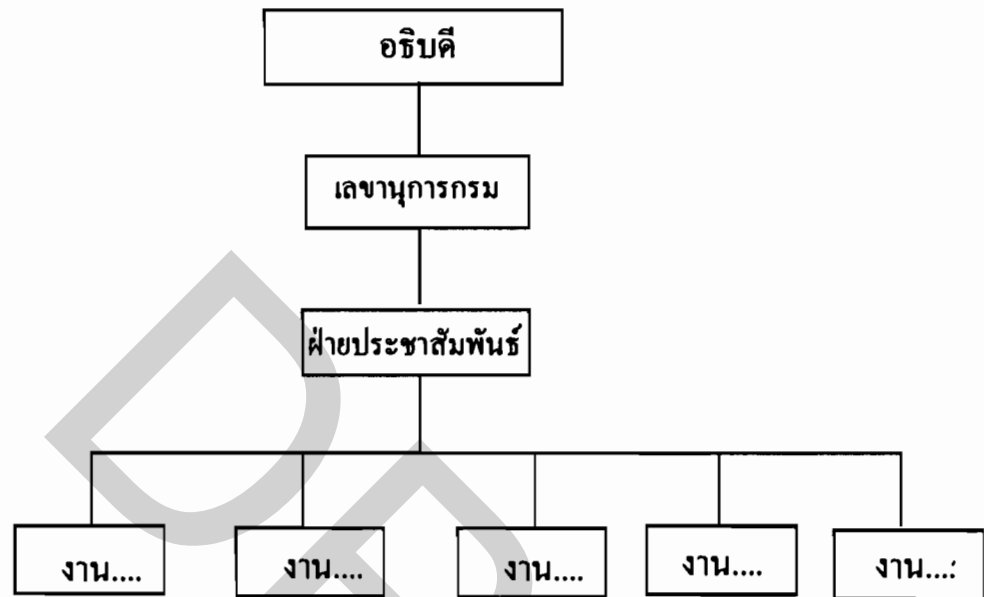 อธิบดี
เลขานุการกรม
ฝ่ายประชาสัมพันธ์
งาน....
งาน....
งาน....
งาน....
งาน...: